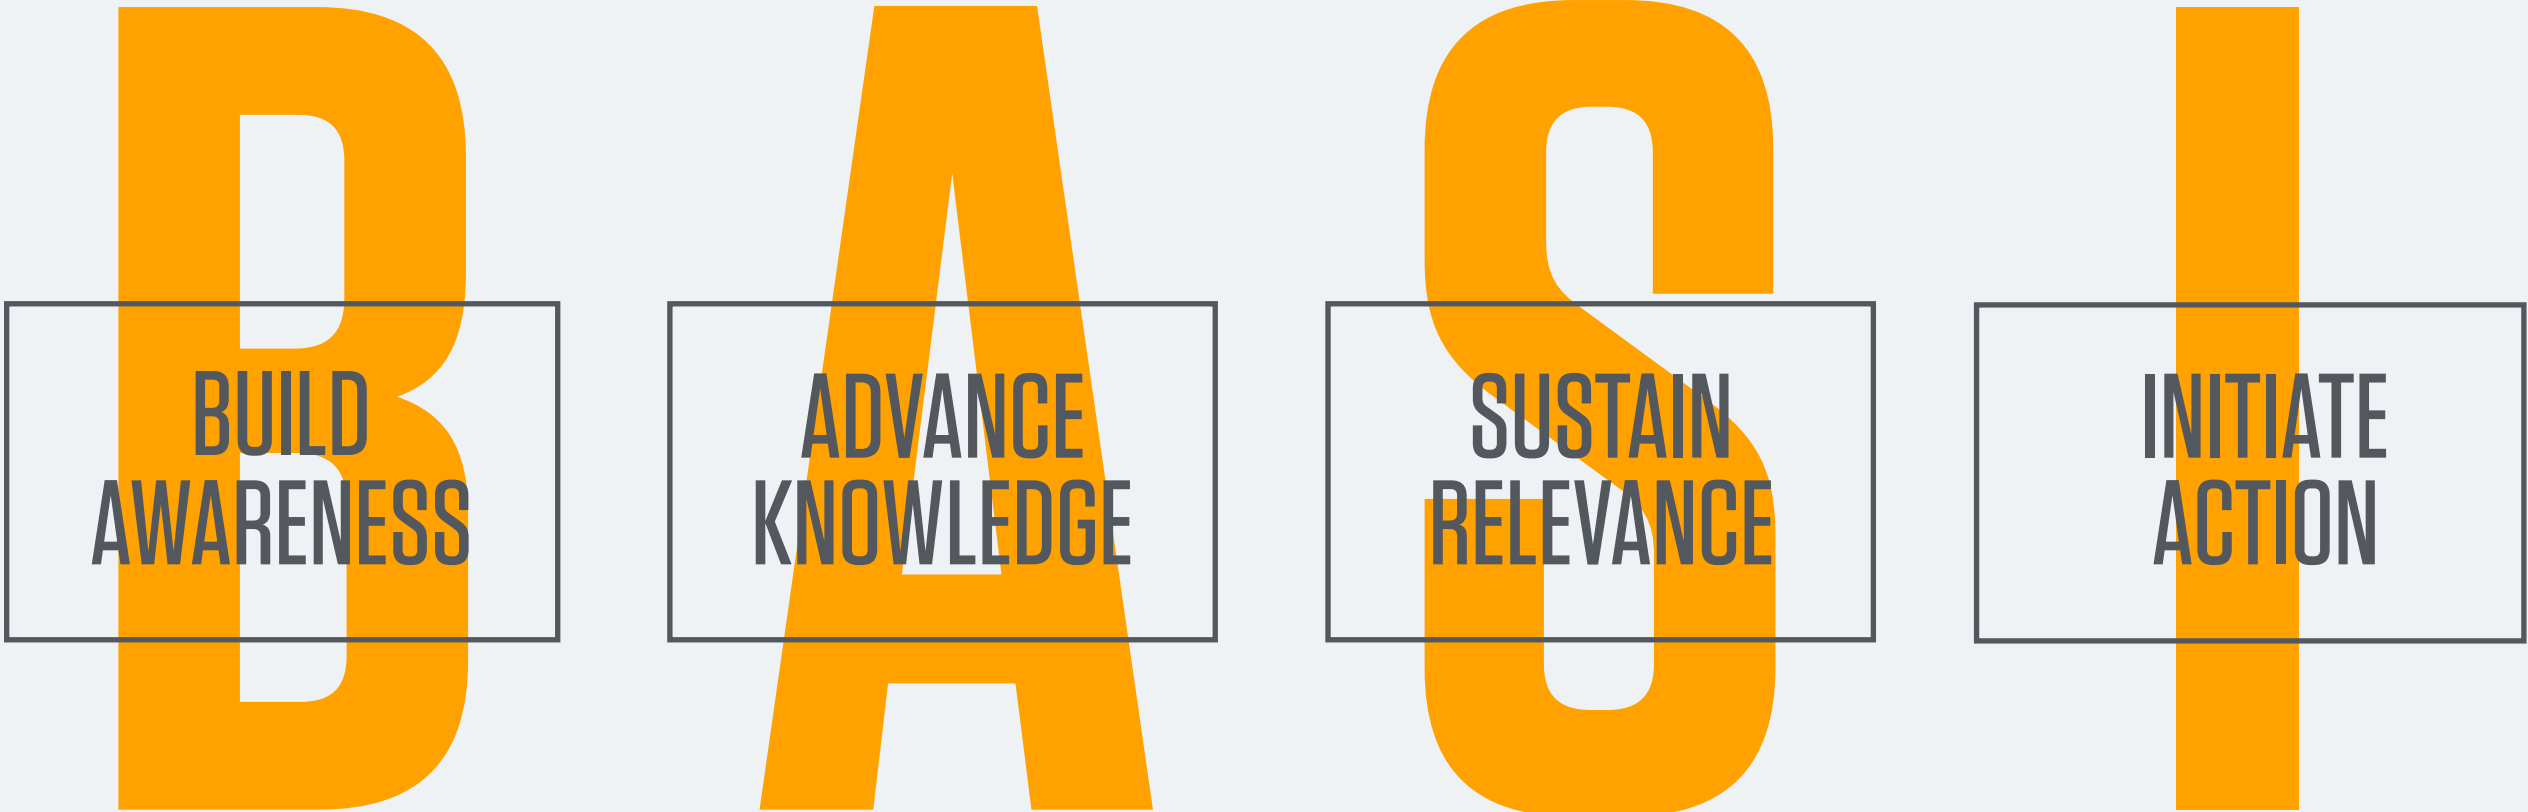 B A S I
BUILD
AWARENESS
ADVANCE
KNOWLEDGE
SUSTAIN
RELEVANCE
INITIATE
ACTION